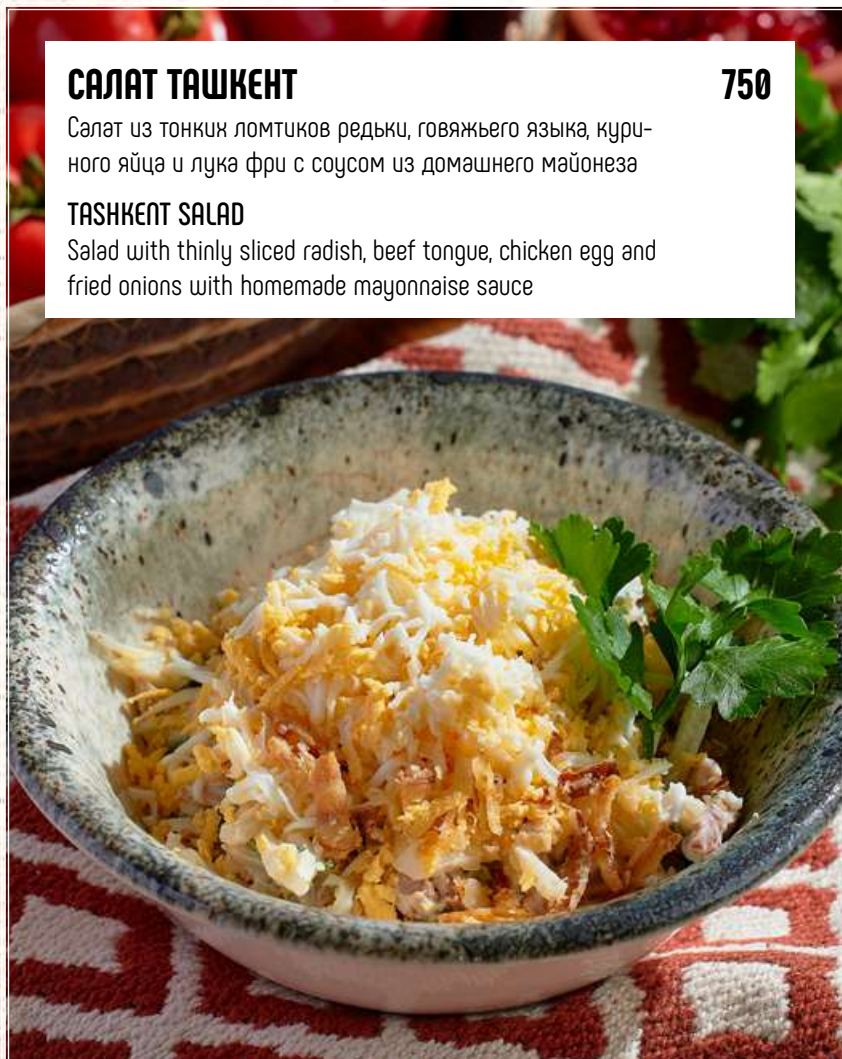 САЛАТ ТАШКЕНТ 750
Салат из тонких ломтиков редьки, говяжьего языка, кури-
ного яйца и лука фри с соусом из домашнего майонеза
TASHKENT SALAD
Salad with thinly sliced radish, beef tongue, chicken egg and
fried onions with homemade mayonnaise sauce